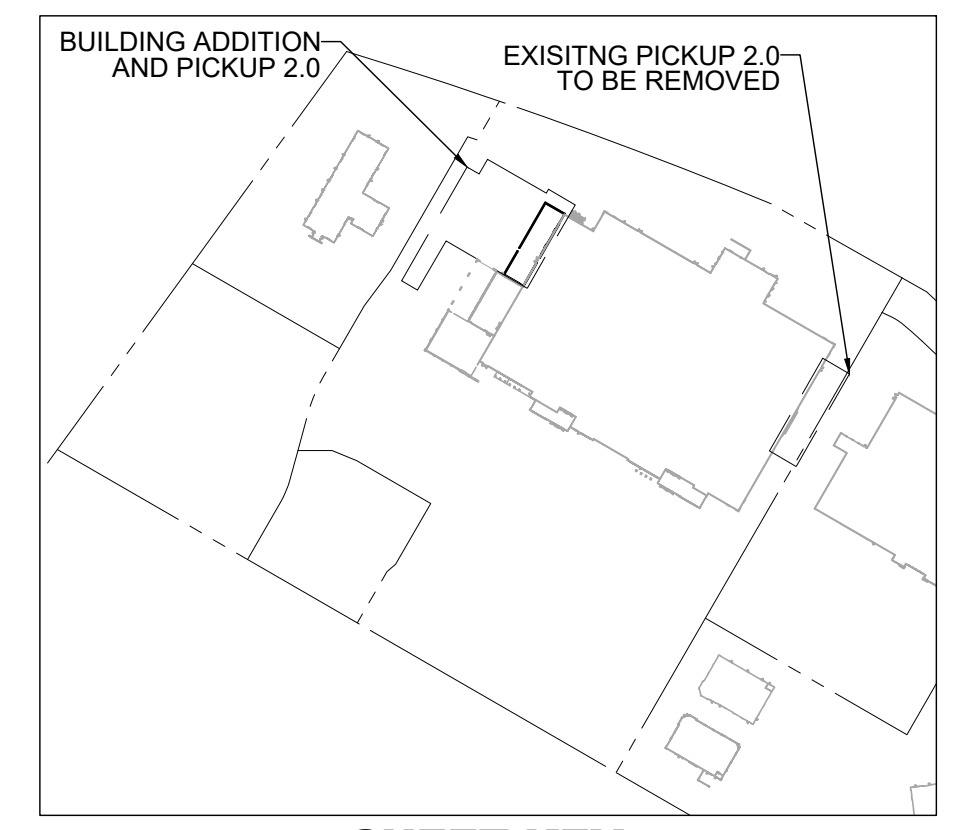 BUILDING ADDITION
AND PICKUP 2.0
EXISITNG PICKUP 2.0
TO BE REMOVED